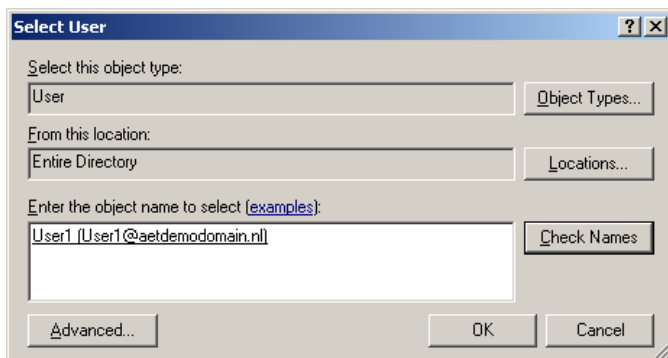 Select User
Select this object type:
User
Object Types...
From this location:
Entire Directory
Locations...
Enter the object name to select (examples):
User1 (User1@aetdemodomain.nl)
Check Names
Advanced...
OK
Cancel